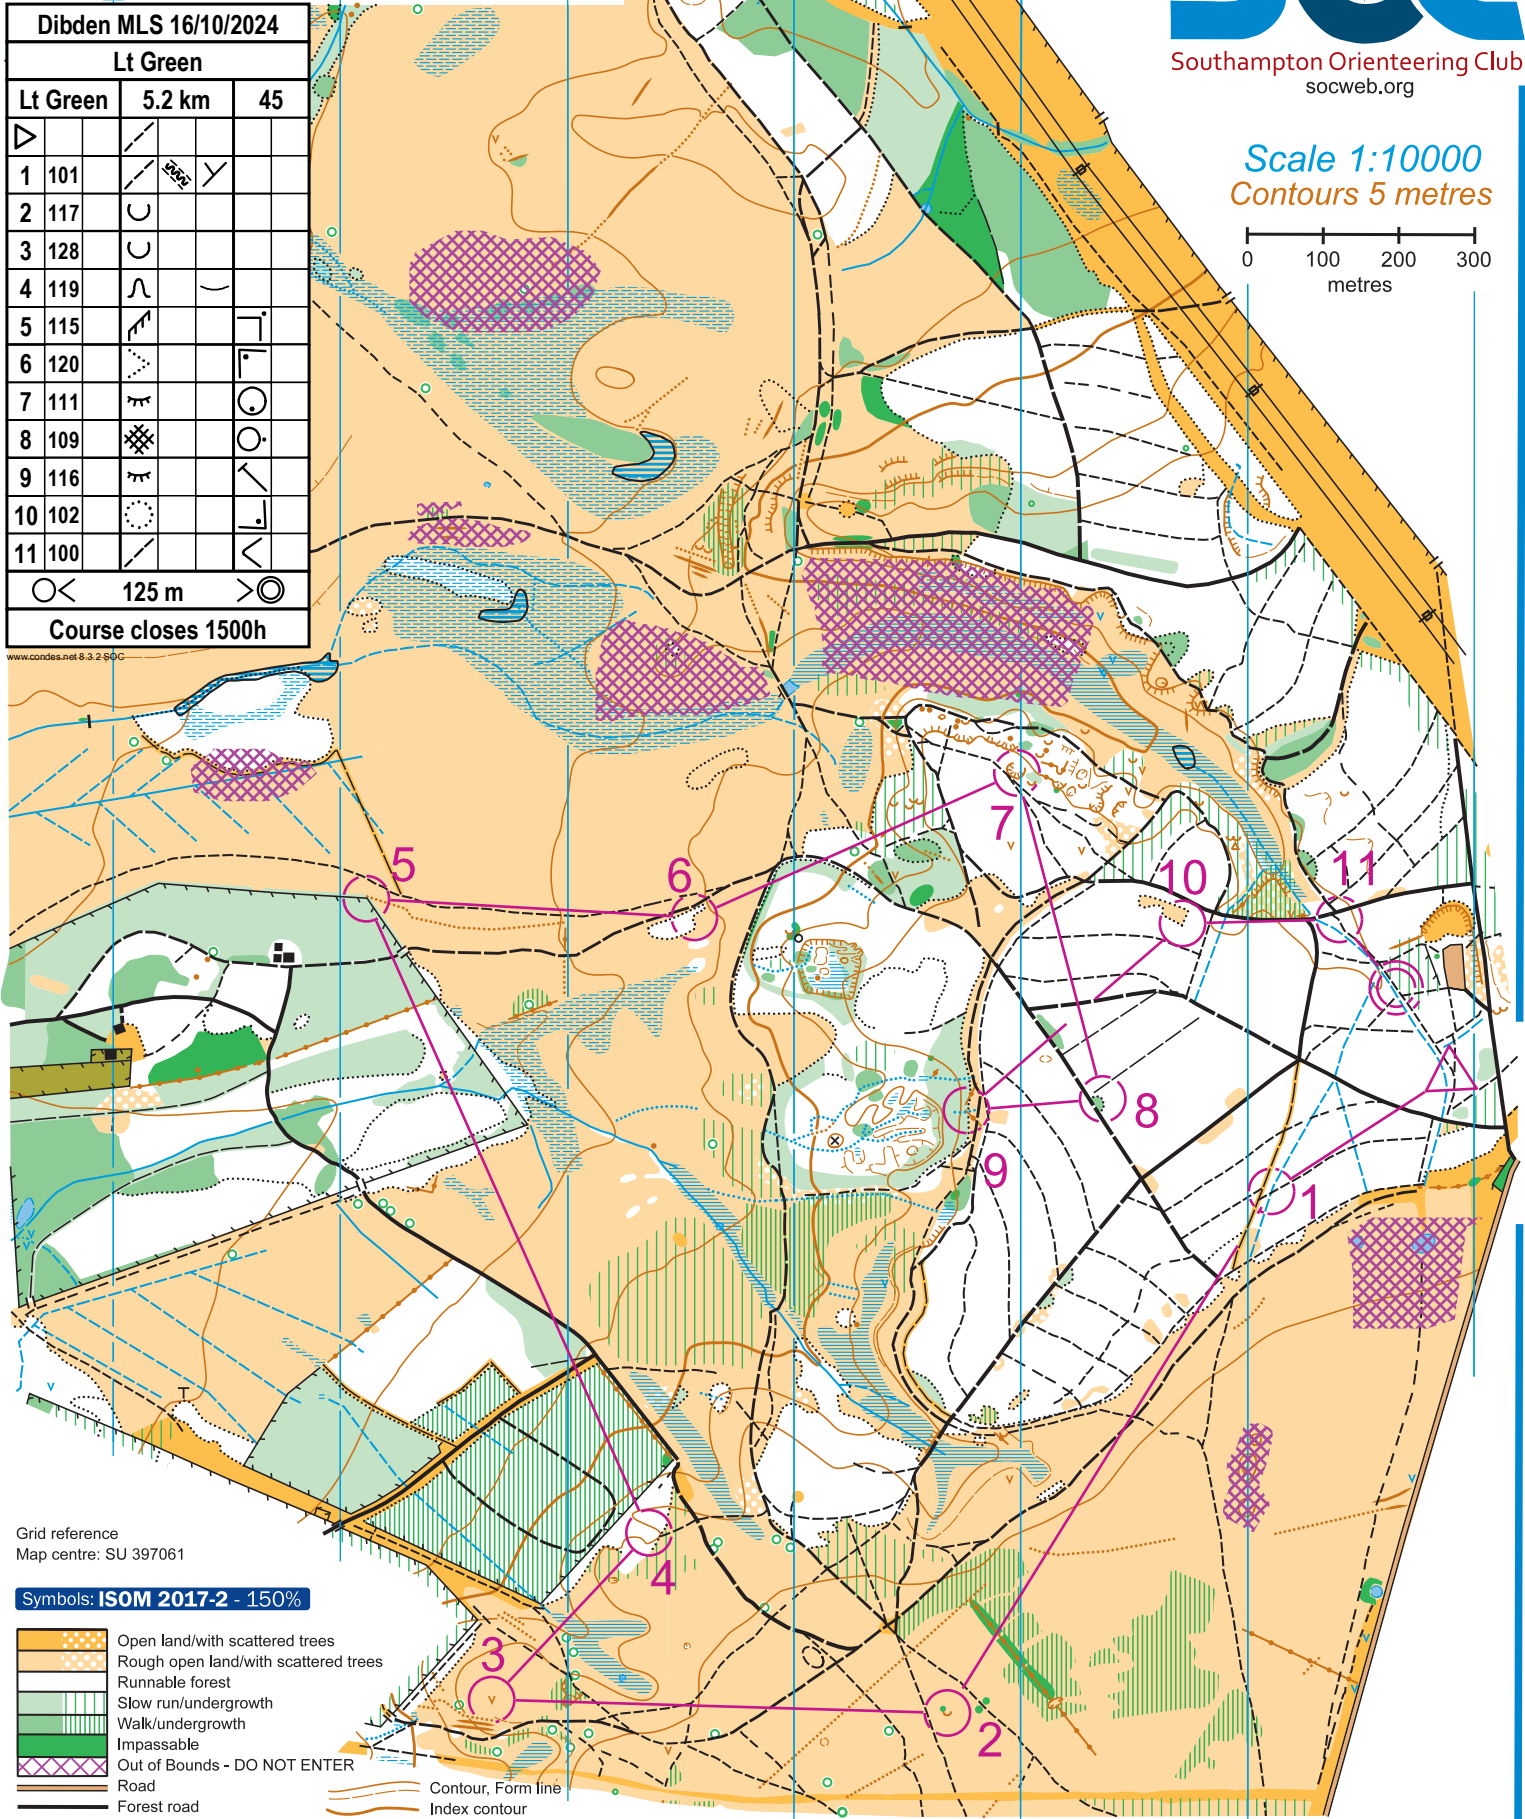 Dibden MLS 16/10/2024
Lt Green
Lt Green 5.2 km 45
1 101
2 117
3 128
4 119
5 115
6 120
7 111
8 109
9 116
10 102
11 100
125 m
Course closes 1500h
www.condes.net 8.3.2 SOC
Southampton Orienteering Club
socweb.org
Scale 1:10000
Contours 5 metres
0 100 200 300
metres
5
6
7
10
11
8
9
1
4
3
2
Grid reference
Map centre: SU 397061
Symbols: ISOM 2017-2 - 150%
Open land/with scattered trees
Rough open land/with scattered trees
Runnable forest
Slow run/undergrowth
Walk/undergrowth
Impassable
Out of Bounds - DO NOT ENTER
Road
Forest road
Contour, Form line
Index contour